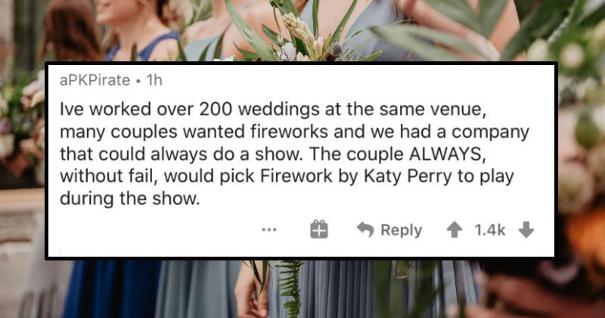 aPKPirate • 1h
Ive worked over 200 weddings at the same venue,
many couples wanted fireworks and we had a company
that could always do a show. The couple ALWAYS,
without fail, would pick Firework by Katy Perry to play
during the show.
... Reply 1.4k